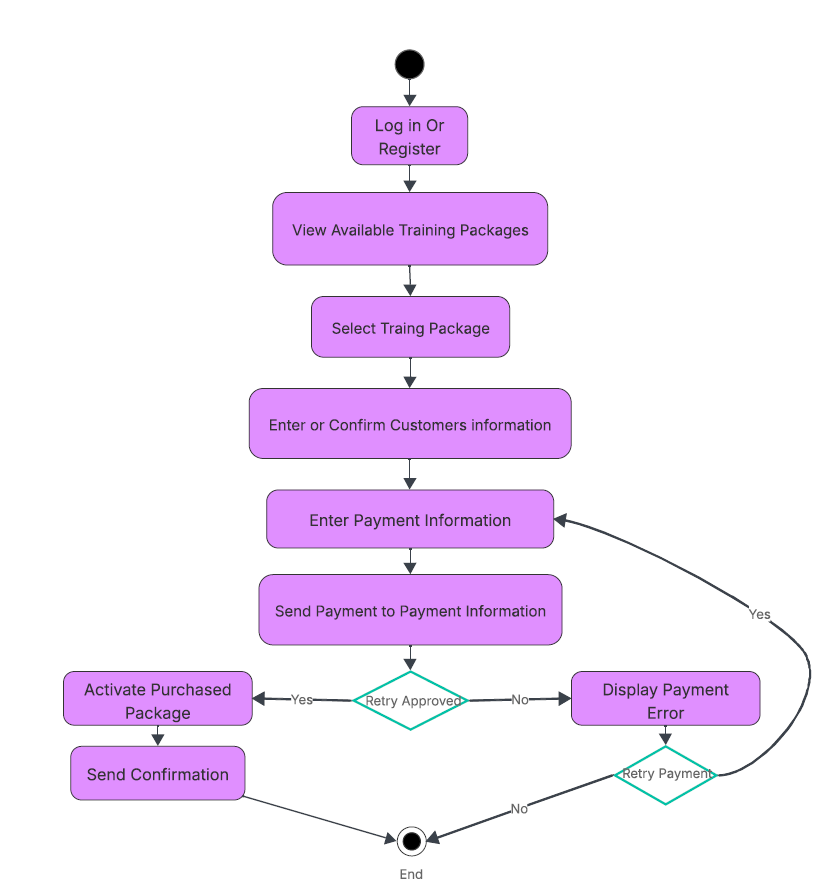 Log in Or
Register
View Available Training Packages
Select Traing Package
Enter or Confirm Customers information
Enter Payment Information
Send Payment to Payment Information
Yes
Activate Purchased
Package
Yes
Retry Approved
No
Display Payment
Error
Send Confirmation
Retry Payment
No
End